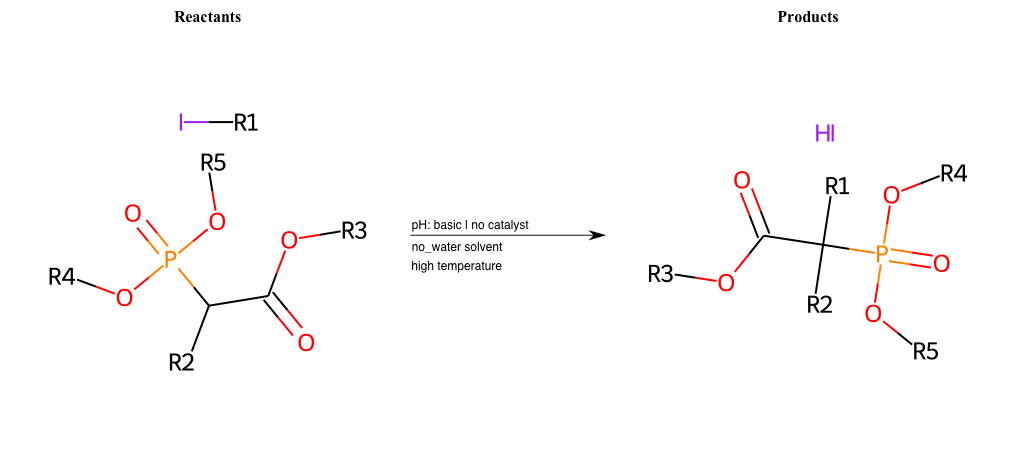 Reactants
Products
I R1
HI
R5
O O
O R3
P
R4
O
R2
O
pH: basic | no catalyst
no_water solvent
high temperature
O
R1
O R4
P
O
R3
O
R2
O
R5